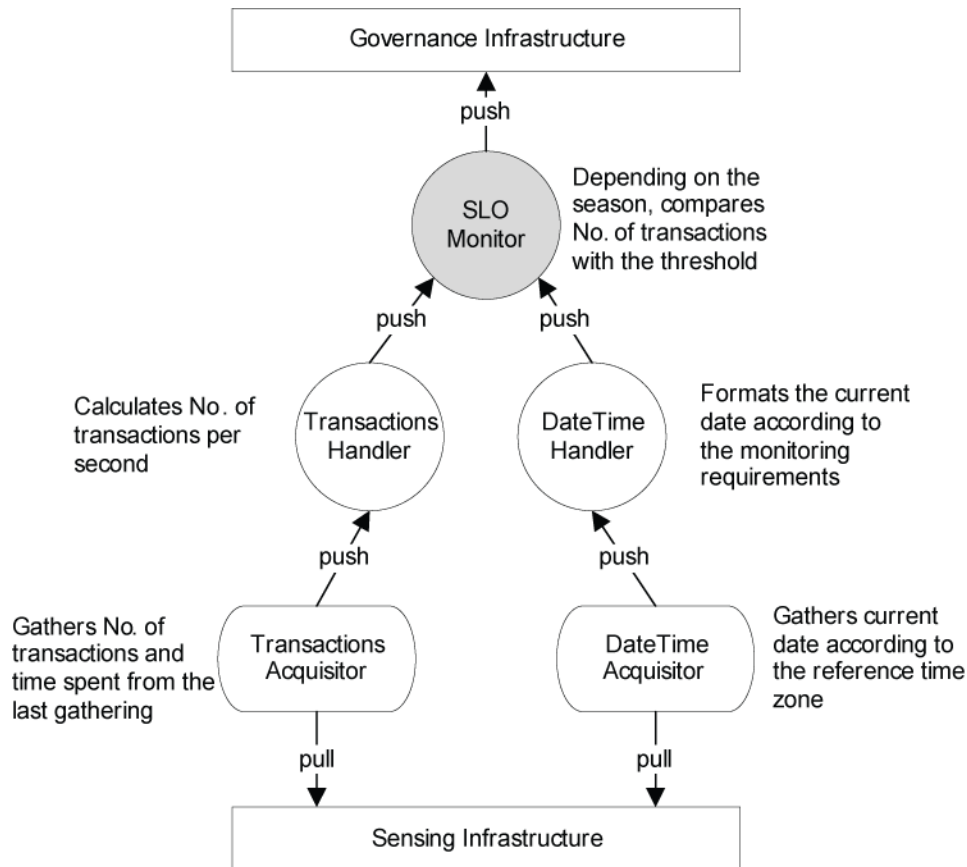 Governance Infrastructure
push
SLO
Monitor
Depending on the
season, compares
No. of transactions
with the threshold
push
push
Calculates No. of
transactions per
second
Transactions
Handler
DateTime
Handler
Formats the current
date according to
the monitoring
requirements
push
push
Gathers No. of
transactions and
time spent from the
last gathering
Transactions
Acquisitor
DateTime
Acquisitor
Gathers current
date according to
the reference time
zone
pull
pull
Sensing Infrastructure